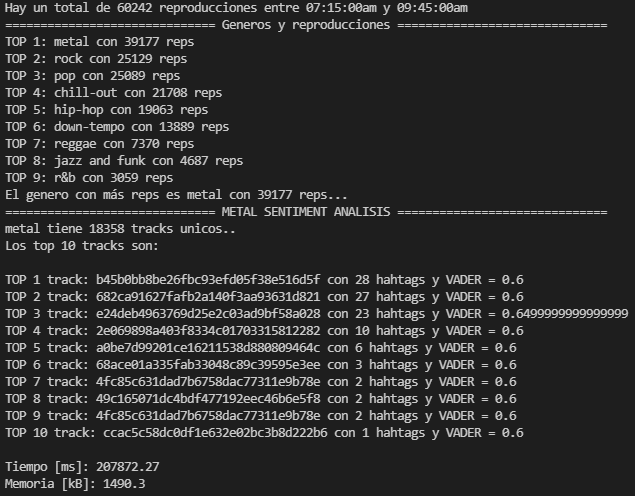 Hay un total de 60242 reproducciones entre 07:15:00am y 09:45:00am
============================== Generos y reproducciones ==============================
TOP 1: metal con 39177 reps
TOP 2: rock con 25129 reps
TOP 3: pop con 25089 reps
TOP 4: chill-out con 21708 reps
TOP 5: hip-hop con 19063 reps
TOP 6: down-tempo con 13889 reps
TOP 7: reggae con 7370 reps
TOP 8: jazz and funk con 4687 reps
TOP 9: r&b con 3059 reps
El genero con más reps es metal con 39177 reps...
============================== METAL SENTIMENT ANALISIS ==============================
metal tiene 18358 tracks unicos..
Los top 10 tracks son:
TOP 1 track: b45b0bb8be26fbc93efd05f38e516d5f con 28 hahtags y VADER = 0.6
TOP 2 track: 682ca91627fafb2a140f3aa93631d821 con 27 hahtags y VADER = 0.6
TOP 3 track: e24deb4963769d25e2c03ad9bf58a028 con 23 hahtags y VADER = 0.6499999999999999
TOP 4 track: 2e069898a403f8334c01703315812282 con 10 hahtags y VADER = 0.6
TOP 5 track: a0be7d99201ce16211538d880809464c con 6 hahtags y VADER = 0.6
TOP 6 track: 68ace01a335fab33048c89c39595e3ee con 3 hahtags y VADER = 0.6
TOP 7 track: 4fc85c631dad7b6758dac77311e9b78e con 2 hahtags y VADER = 0.6
TOP 8 track: 49c165071dc4bdf477192eec46b6e5f8 con 2 hahtags y VADER = 0.6
TOP 9 track: 4fc85c631dad7b6758dac77311e9b78e con 2 hahtags y VADER = 0.6
TOP 10 track: ccac5c58dc0df1e632e02bc3b8d222b6 con 1 hahtags y VADER = 0.6
Tiempo [ms]: 207872.27
Memoria [kB]: 1490.3